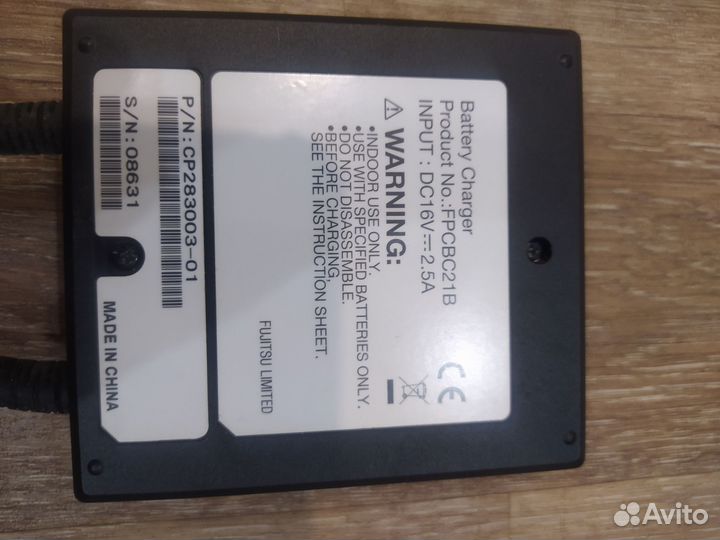 Battery Charger
Product No.:FPCBC21B
INPUT : DC16V⎓2.5A
⚠ WARNING:
•INDOOR USE ONLY.
•USE WITH SPECIFIED BATTERIES ONLY.
•DO NOT DISASSEMBLE.
•BEFORE CHARGING,
SEE THE INSTRUCTION SHEET.
CE
FUJITSU LIMITED
P/N:CP283003-01
S/N:08631
MADE IN CHINA
Avito